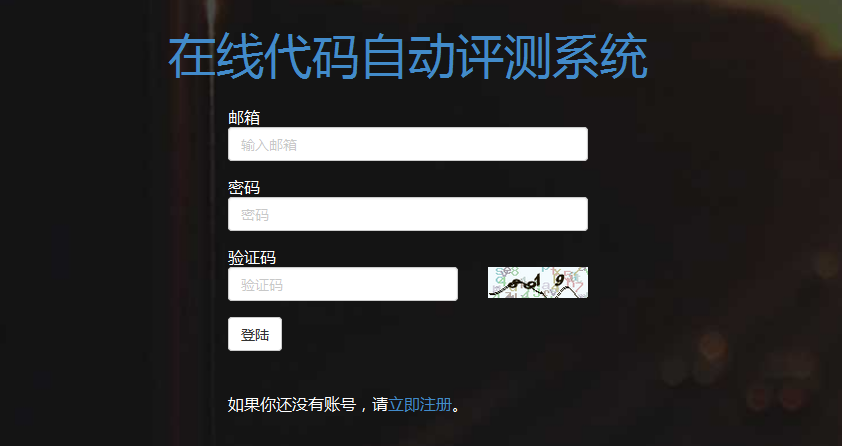 在线代码自动评测系统
邮箱
输入邮箱
密码
密码
验证码
验证码
登陆
如果你还没有账号，请立即注册。